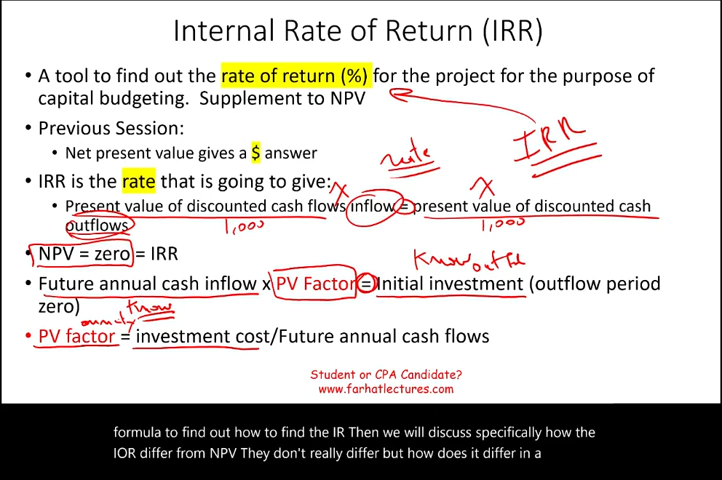 Internal Rate of Return (IRR)
• A tool to find out the rate of return (%) for the project for the purpose of
capital budgeting. Supplement to NPV
IRR
• Previous Session:
• Net present value gives a $ answer
rate
• IRR is the rate that is going to give:
X
X
• Present value of discounted cash flows inflow = present value of discounted cash
outflows
1,000
1,000
• NPV = zero = IRR
Know
• Future annual cash inflow x PV Factor = Initial investment (outflow period
zero)
annuity
Know
• PV factor = investment cost/Future annual cash flows
Student or CPA Candidate?
www.farhatlectures.com
formula to find out how to find the IR Then we will discuss specifically how the
IOR differ from NPV They don't really differ but how does it differ in a